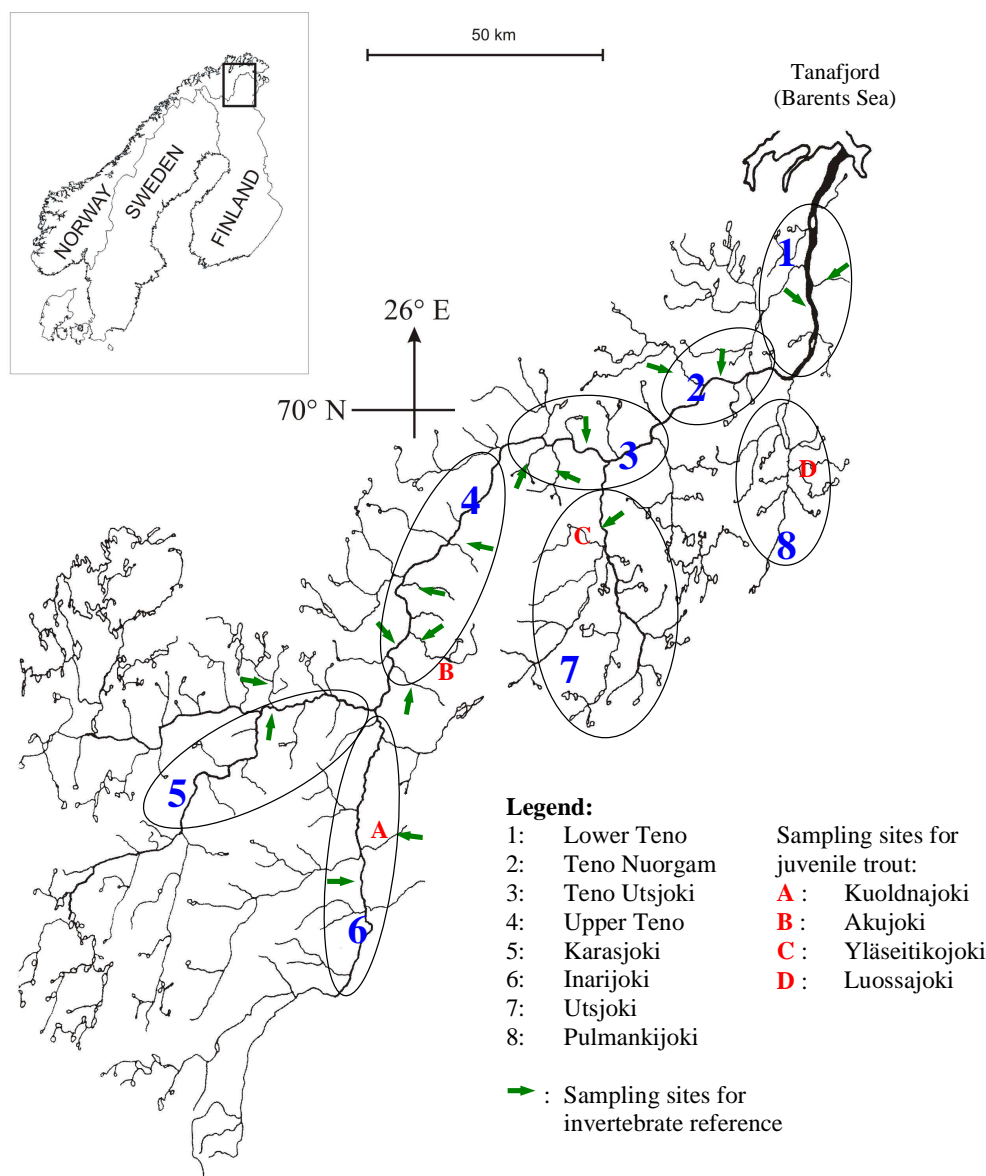 50 km
Tanafjord
(Barents Sea)
NORWAY
SWEDEN
FINLAND
26° E
70° N
1
2
3
4
C
D
8
B
7
5
A
6
Legend:
1: Lower Teno
2: Teno Nuorgam
3: Teno Utsjoki
4: Upper Teno
5: Karasjoki
6: Inarijoki
7: Utsjoki
8: Pulmankijoki
Sampling sites for
juvenile trout:
A : Kuoldnajoki
B : Akujoki
C : Yläseitikojoki
D : Luossajoki
: Sampling sites for
invertebrate reference